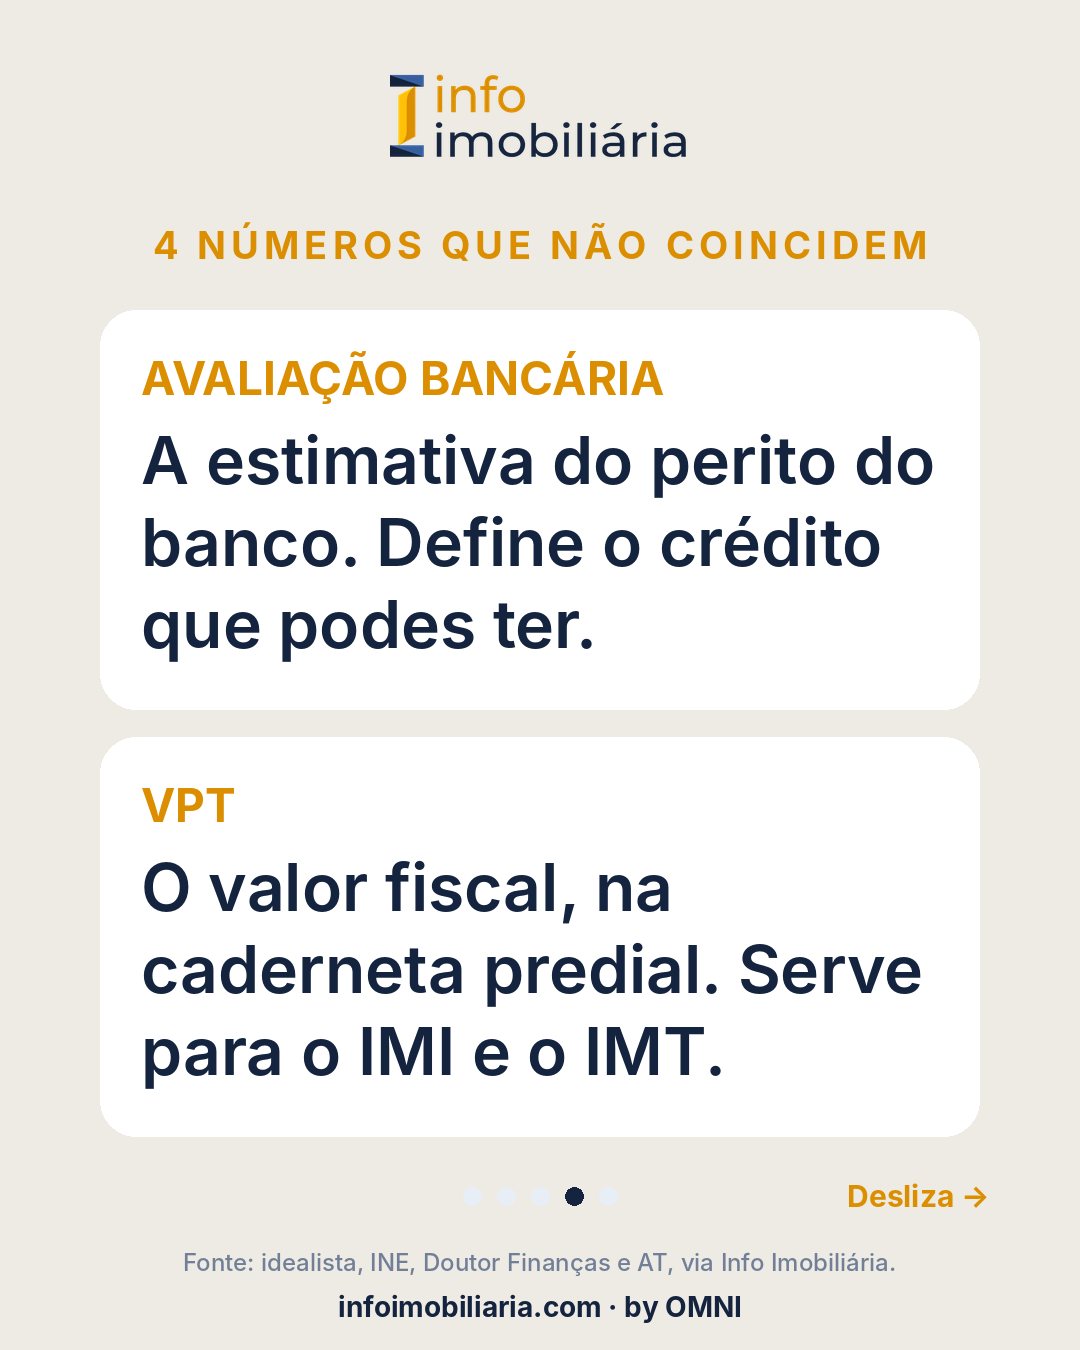 info
imobiliária
4 NÚMEROS QUE NÃO COINCIDEM
AVALIAÇÃO BANCÁRIA
A estimativa do perito do
banco. Define o crédito
que podes ter.
VPT
O valor fiscal, na
caderneta predial. Serve
para o IMI e o IMT.
Desliza →
Fonte: idealista, INE, Doutor Finanças e AT, via Info Imobiliária.
infoimobiliaria.com · by OMNI